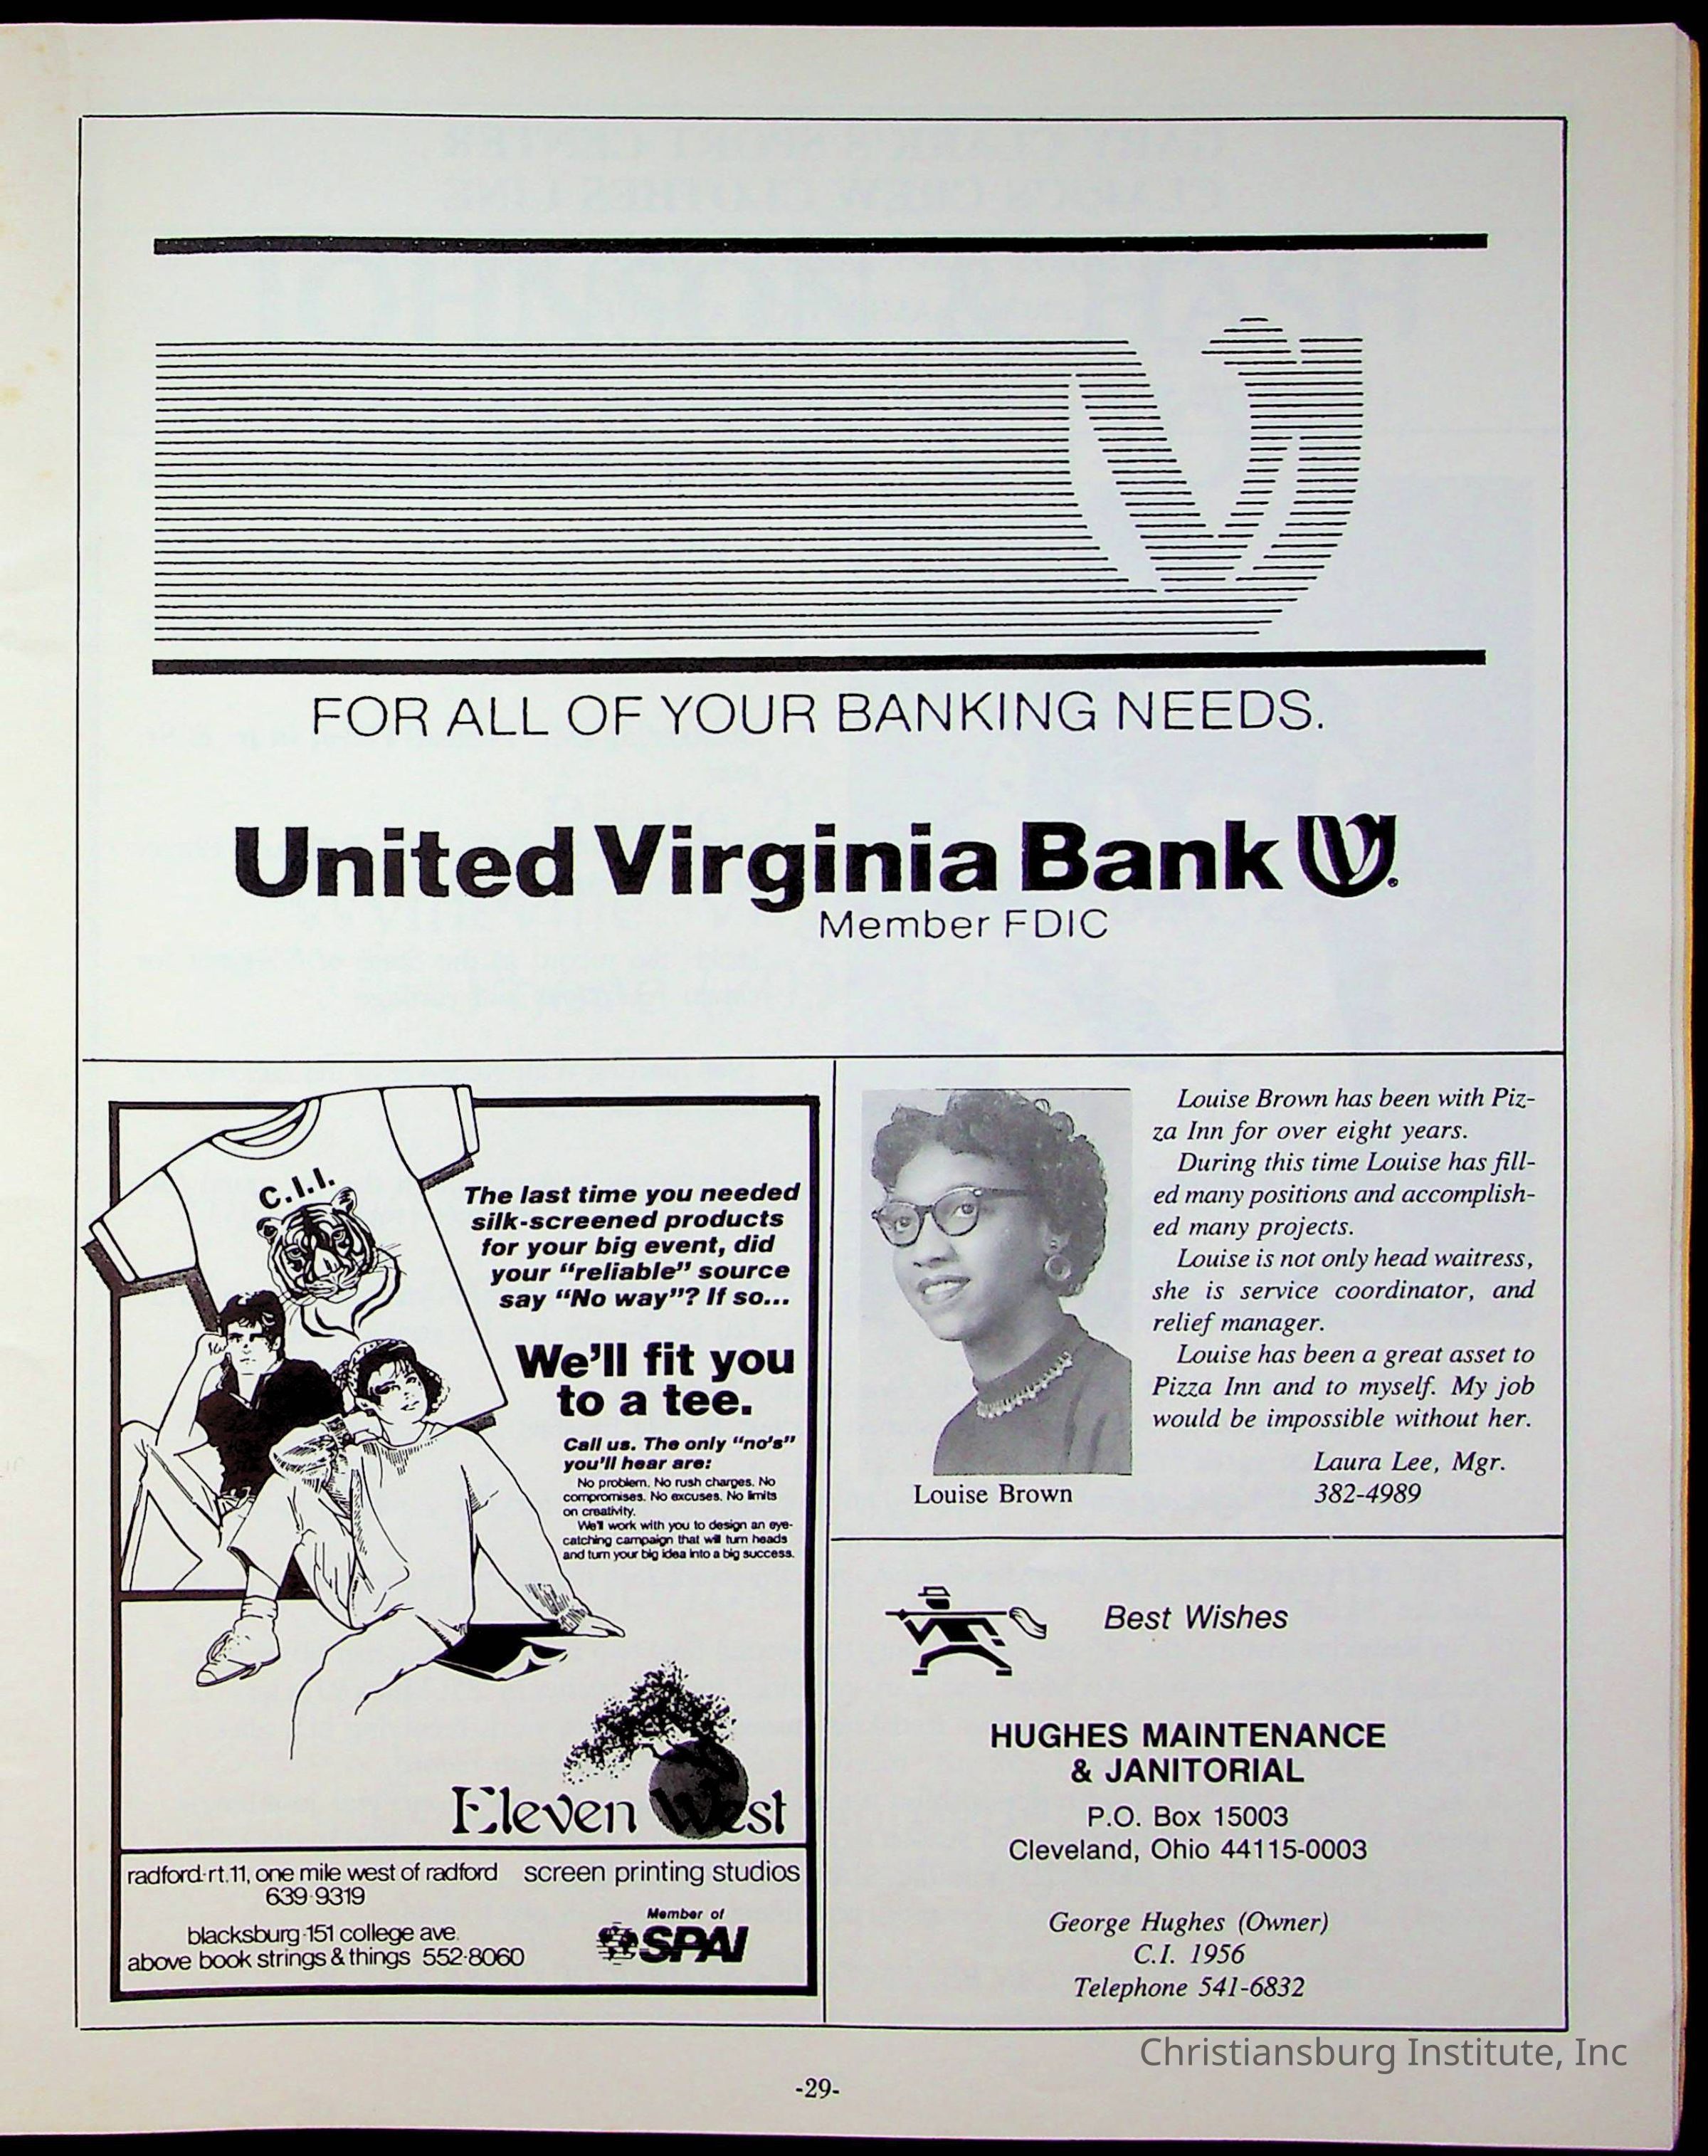 FOR ALL OF YOUR BANKING NEEDS.
United Virginia Bank
Member FDIC
C.I.I.
The last time you needed
silk-screened products
for your big event, did
your "reliable" source
say "No way"? If so...
We'll fit you
to a tee.
Call us. The only "no's"
you'll hear are:
No problem. No rush charges. No
compromises. No excuses. No limits
on creativity.
We'll work with you to design an eye-
catching campaign that will turn heads
and turn your big idea into a big success.
Eleven West
radford-rt.11, one mile west of radford
639-9319
blacksburg-151 college ave.
above book strings & things 552-8060
screen printing studios
Member of
SPAI
Louise Brown
Louise Brown has been with Piz-
za Inn for over eight years.
During this time Louise has fill-
ed many positions and accomplish-
ed many projects.
Louise is not only head waitress,
she is service coordinator, and
relief manager.
Louise has been a great asset to
Pizza Inn and to myself. My job
would be impossible without her.
Laura Lee, Mgr.
382-4989
Best Wishes
HUGHES MAINTENANCE
& JANITORIAL
P.O. Box 15003
Cleveland, Ohio 44115-0003
George Hughes (Owner)
C.I. 1956
Telephone 541-6832
Christiansburg Institute, Inc
-29-